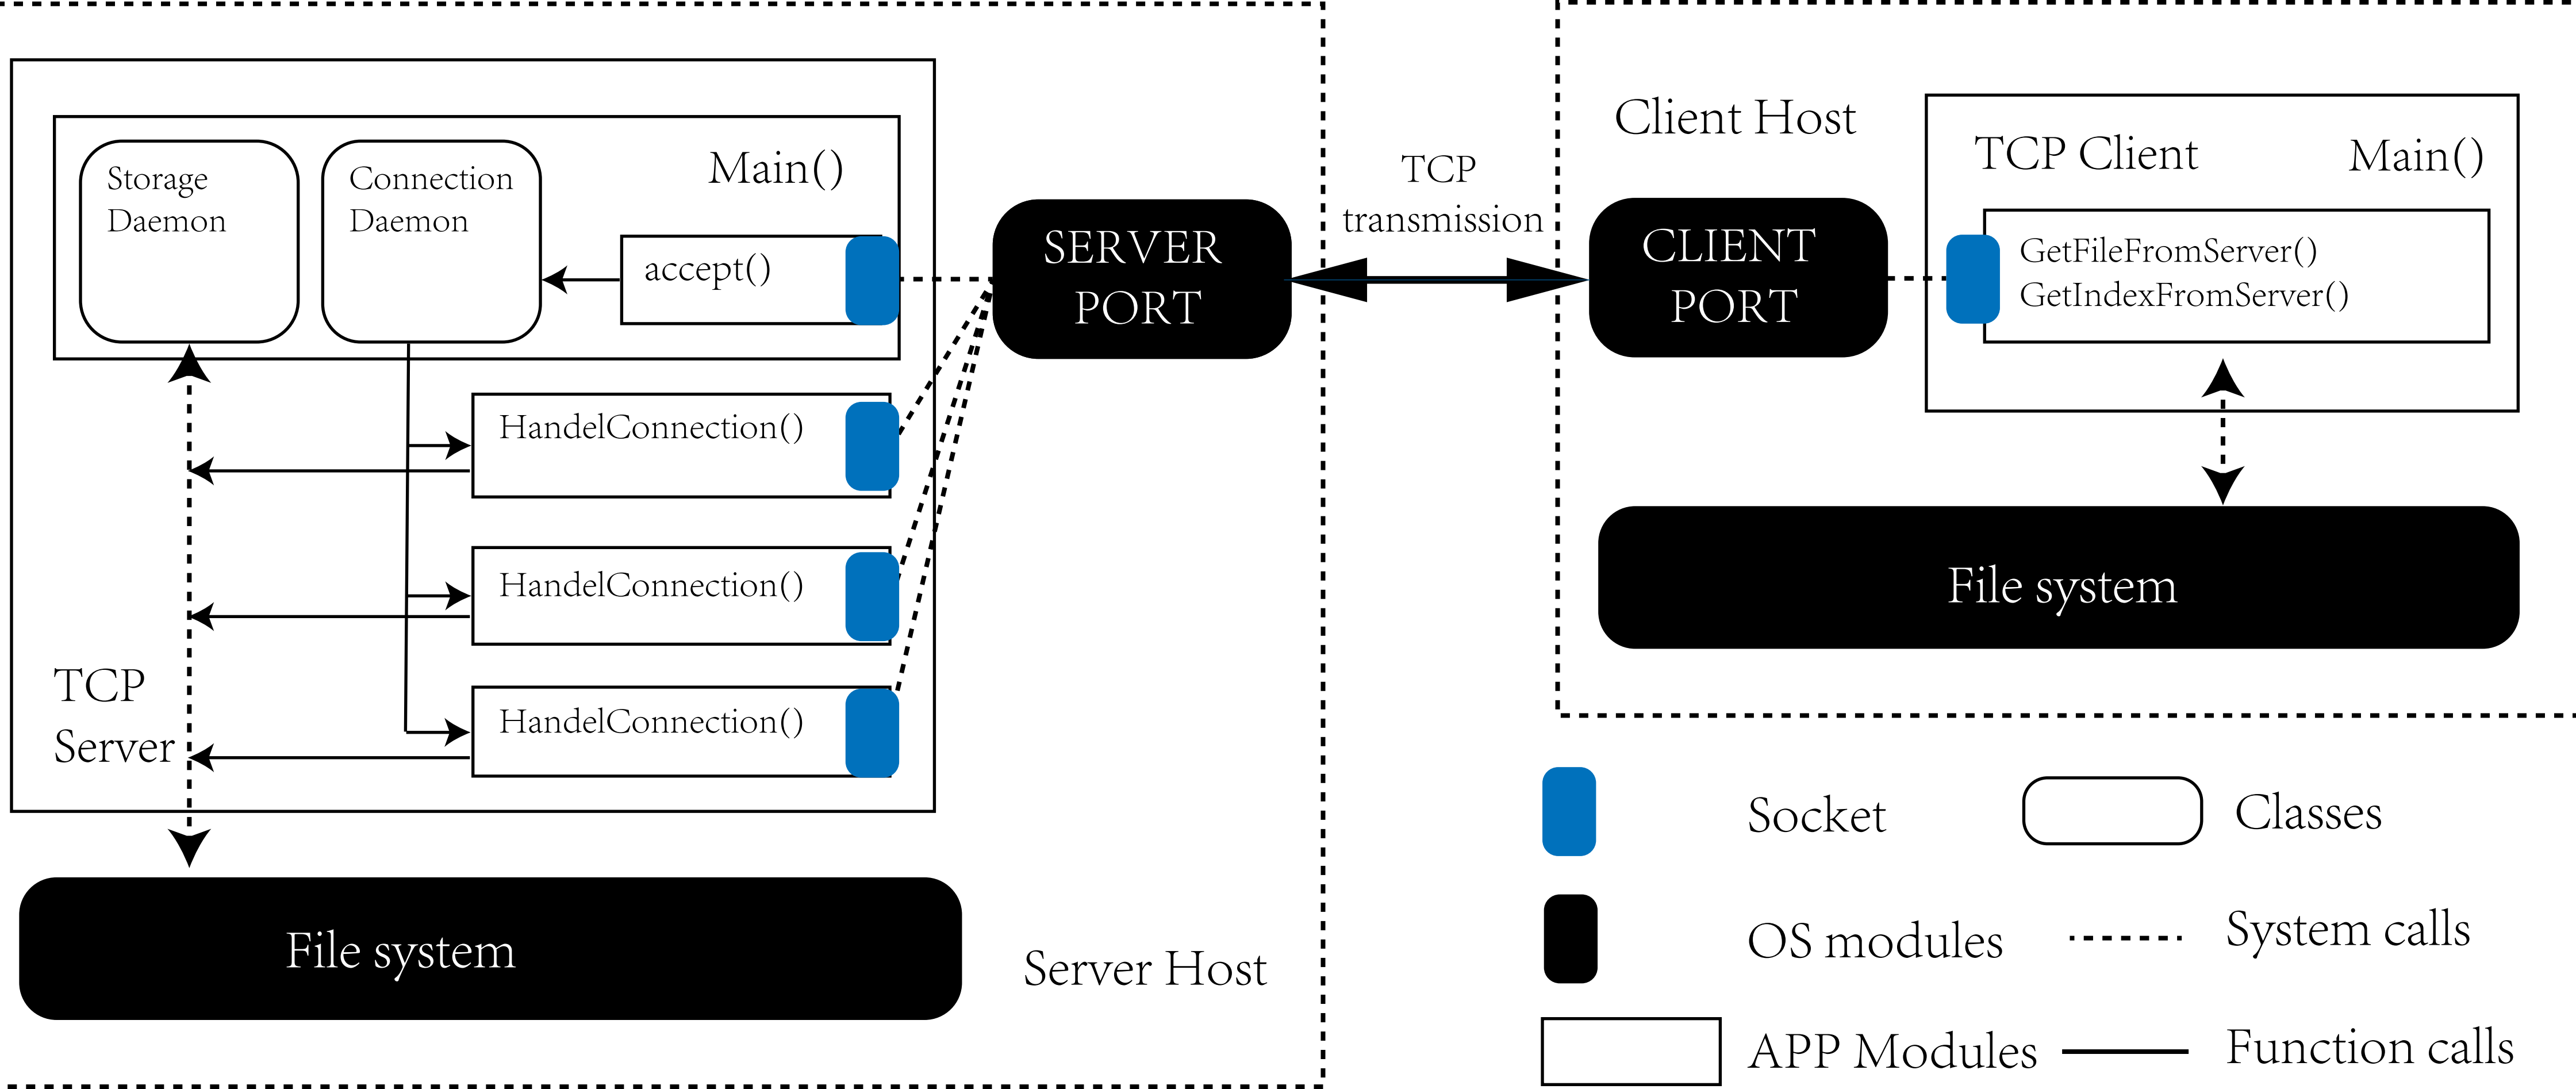 Storage
Daemon
Connection
Daemon
Main()
accept()
HandelConnection()
HandelConnection()
HandelConnection()
TCP
Server
File system
Server Host
SERVER
PORT
TCP
transmission
Client Host
CLIENT
PORT
TCP Client
Main()
GetFileFromServer()
GetIndexFromServer()
File system
Socket
Classes
OS modules
System calls
APP Modules
Function calls